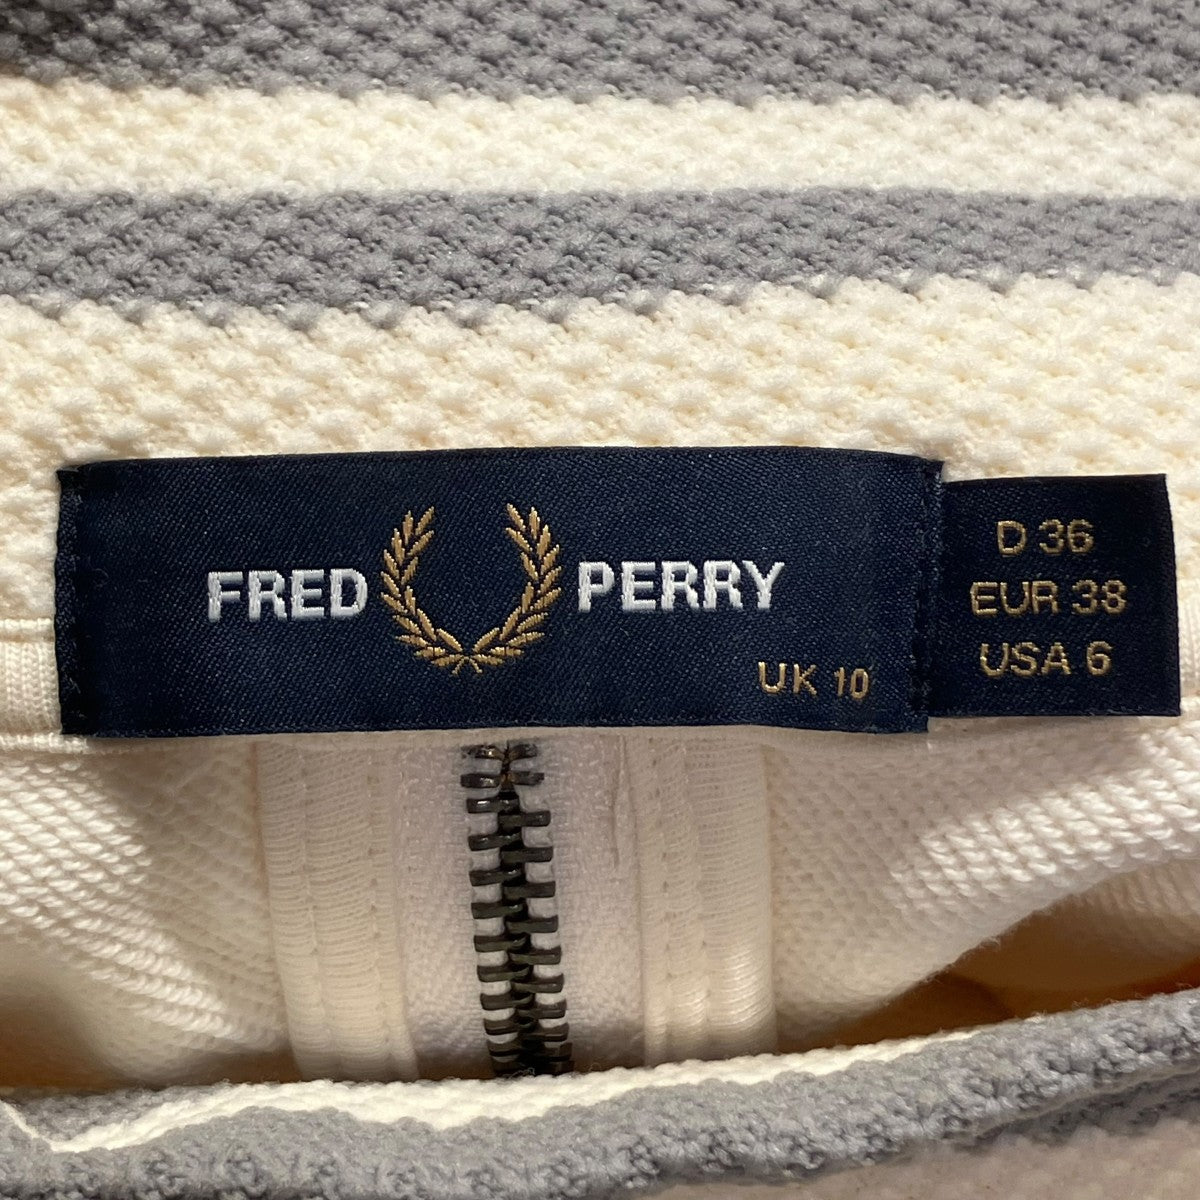 FRED PERRY
UK 10
D 36
EUR 38
USA 6